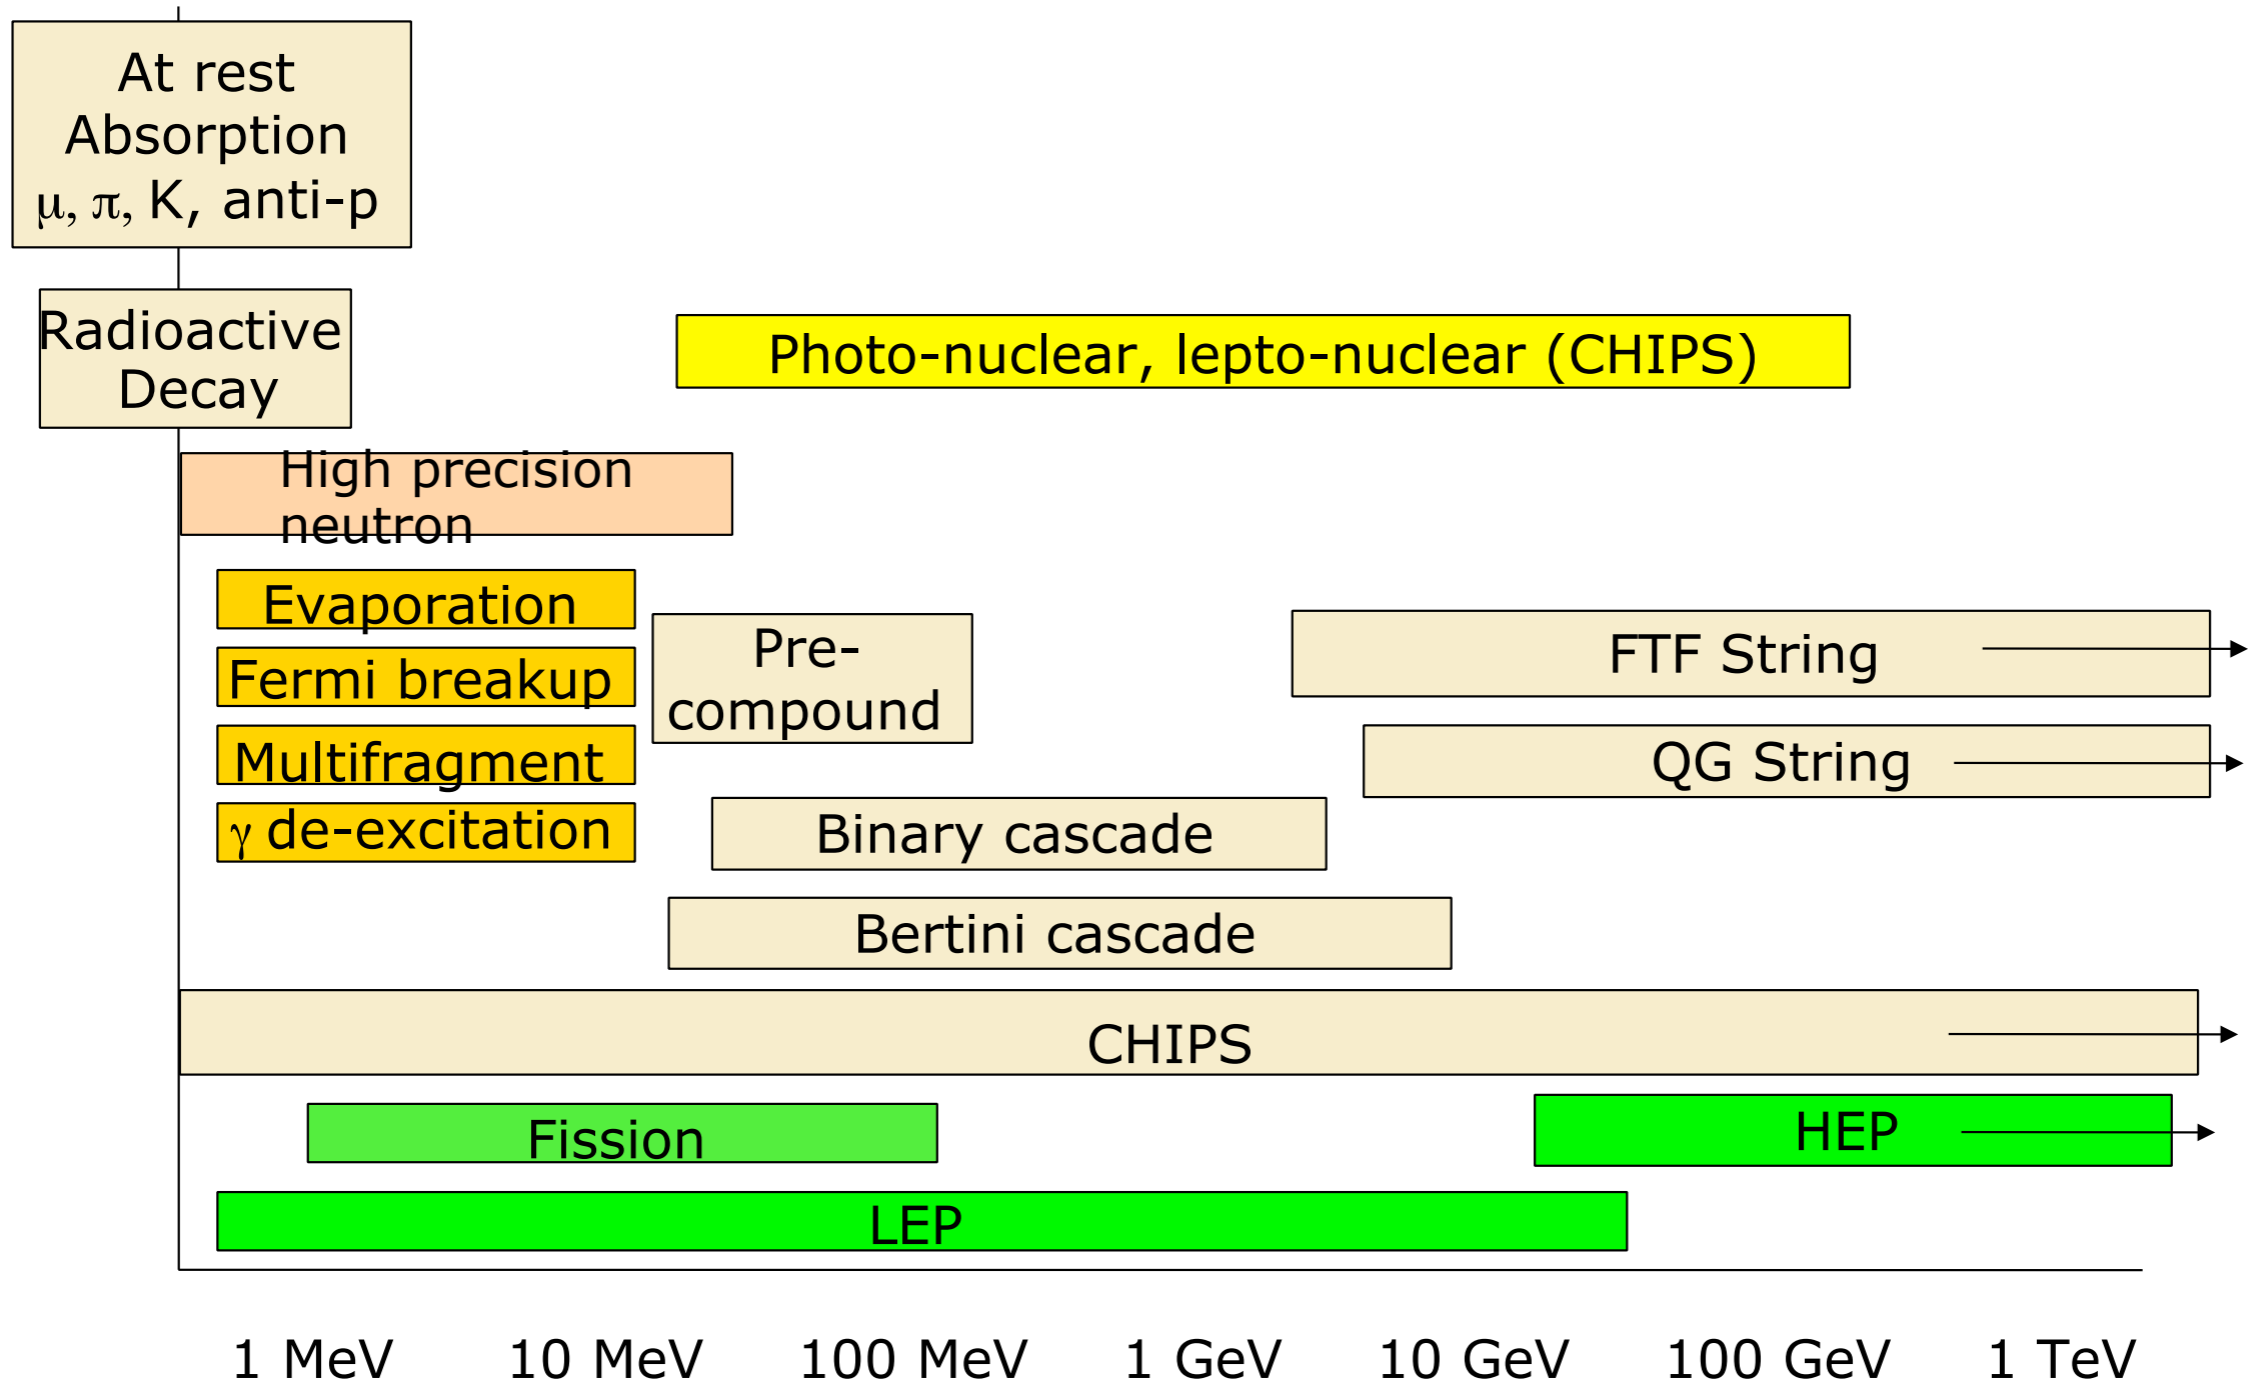 At rest
Absorption
μ, π, K, anti-p
Radioactive
Decay
Photo-nuclear, lepto-nuclear (CHIPS)
High precision
neutron
Evaporation
Fermi breakup
Multifragment
γ de-excitation
Pre-
compound
FTF String
QG String
Binary cascade
Bertini cascade
CHIPS
Fission
HEP
LEP
1 MeV 10 MeV 100 MeV 1 GeV 10 GeV 100 GeV 1 TeV